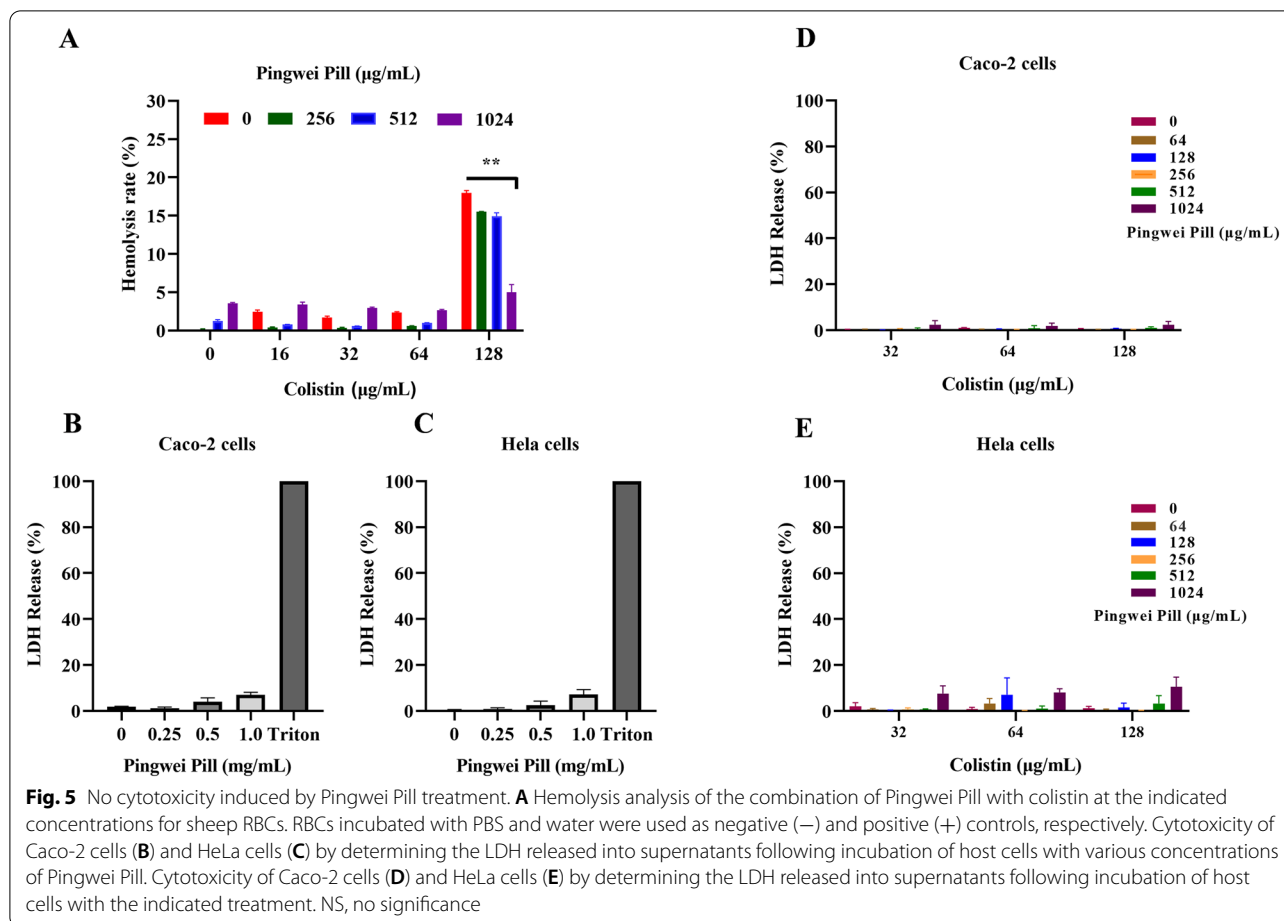 A
Pingwei Pill (μg/mL)
0 256 512 1024
**
Hemolysis rate (%)
30
25
20
15
10
5
0
0 16 32 64 128
Colistin (μg/mL)
D
Caco-2 cells
LDH Release (%)
100
80
60
40
20
0
0
64
128
256
512
1024
Pingwei Pill (μg/mL)
32 64 128
Colistin (μg/mL)
B
Caco-2 cells
LDH Release (%)
100
80
60
40
20
0
0 0.25 0.5 1.0 Triton
Pingwei Pill (mg/mL)
C
Hela cells
LDH Release (%)
100
80
60
40
20
0
0 0.25 0.5 1.0 Triton
Pingwei Pill (mg/mL)
E
Hela cells
LDH Release (%)
100
80
60
40
20
0
0
64
128
256
512
1024
Pingwei Pill (μg/mL)
32 64 128
Colistin (μg/mL)
Fig. 5 No cytotoxicity induced by Pingwei Pill treatment. A Hemolysis analysis of the combination of Pingwei Pill with colistin at the indicated
concentrations for sheep RBCs. RBCs incubated with PBS and water were used as negative (−) and positive (+) controls, respectively. Cytotoxicity of
Caco-2 cells (B) and HeLa cells (C) by determining the LDH released into supernatants following incubation of host cells with various concentrations
of Pingwei Pill. Cytotoxicity of Caco-2 cells (D) and HeLa cells (E) by determining the LDH released into supernatants following incubation of host
cells with the indicated treatment. NS, no significance